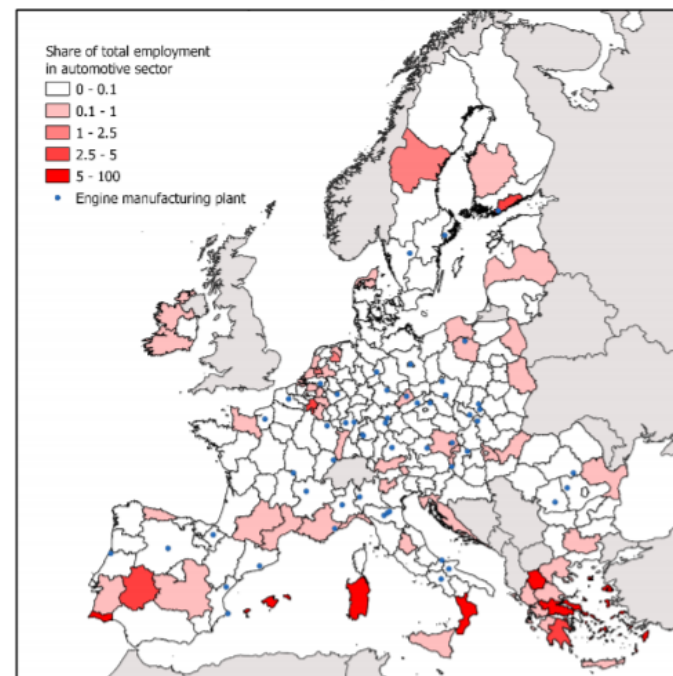 Share of total employment
in automotive sector
0 - 0.1
0.1 - 1
1 - 2.5
2.5 - 5
5 - 100
Engine manufacturing plant